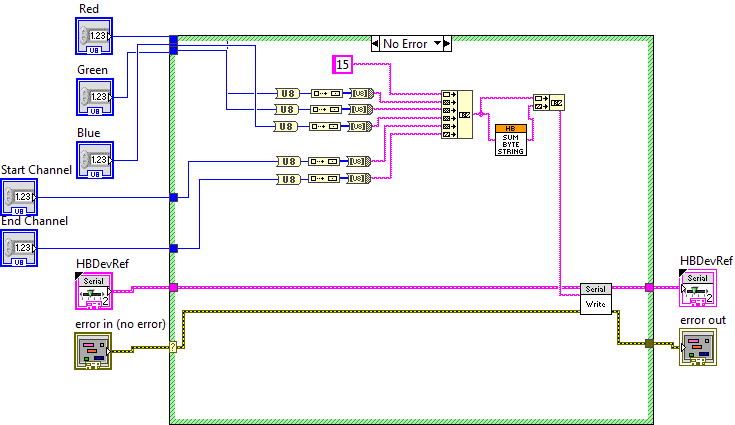 Red
1.23
U8
No Error
Green
1.23
U8
15
Blue
1.23
U8
U8
[U8]
U8
[U8]
U8
[U8]
HB
SUM
BYTE
STRING
Start Channel
1.23
U8
U8
[U8]
U8
[U8]
End Channel
1.23
U8
HBDevRef
Serial
2
Serial
Write
HBDevRef
Serial
2
error in (no error)
?
error out